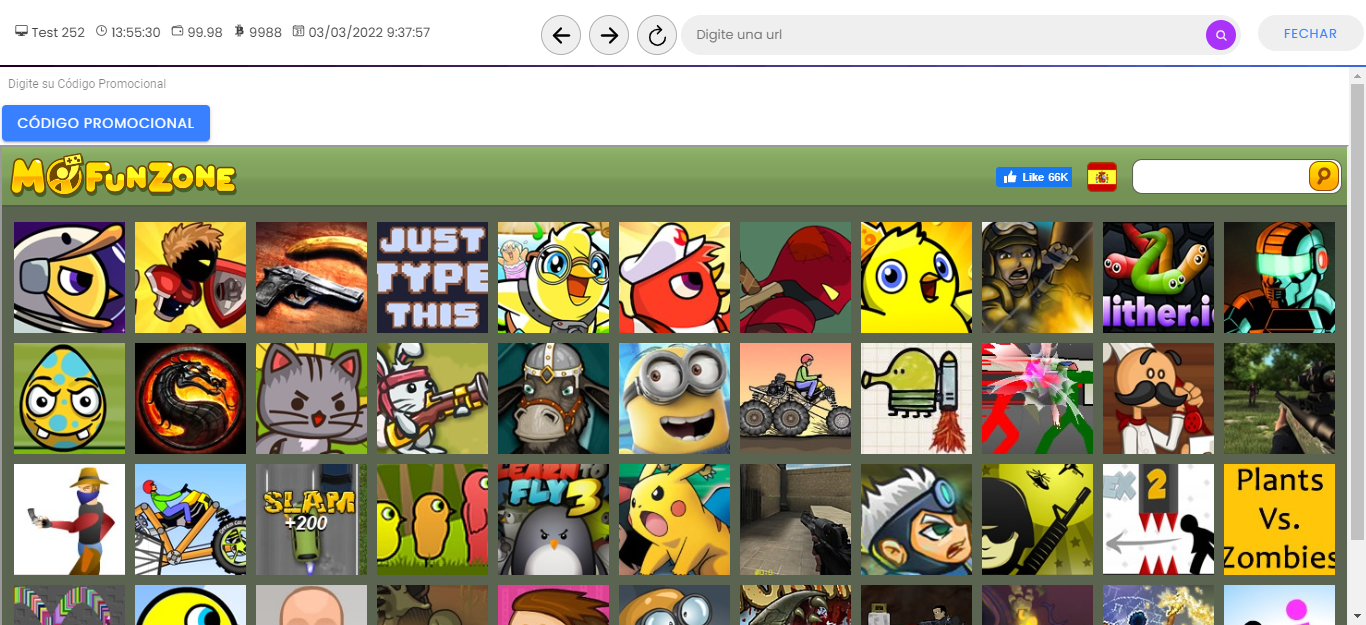 Test 252 13:55:30 99.98 9988 03/03/2022 9:37:57
Digite una url
FECHAR
Digite su Código Promocional
CÓDIGO PROMOCIONAL
MOFUNZONE
Like 66K
JUST
TYPE
THIS
lither.io
SLAM
+200
LEARN TO
FLY 3
EX 2
Plants
Vs.
Zombies